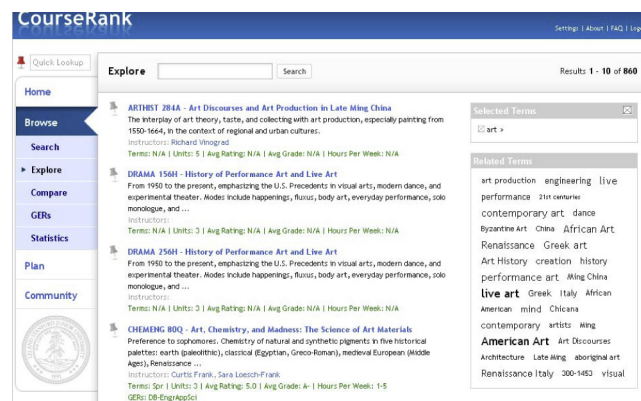 CourseRank
Settings | About | FAQ | Log
Quick Lookup
Explore
Search
Results 1 - 10 of 860
Home
Browse
Search
Explore
Compare
GERs
Statistics
Plan
Community
ARTHIST 284A - Art Discourses and Art Production in Late Ming China
The interplay of art theory, taste, and collecting with art production, especially painting from
1550-1664, in the context of regional and urban cultures.
Instructors: Richard Vinograd
Terms: N/A | Units: 5 | Avg Rating: N/A | Avg Grade: N/A | Hours Per Week: N/A
DRAMA 156H - History of Performance Art and Live Art
From 1950 to the present, emphasizing the U.S. Precedents in visual arts, modern dance, and
experimental theater. Modes include happenings, fluxus, body art, everyday performance, solo
monologue, and ...
Instructors:
Terms: N/A | Units: 3 | Avg Rating: N/A | Avg Grade: N/A | Hours Per Week: N/A
DRAMA 256H - History of Performance Art and Live Art
From 1950 to the present, emphasizing the U.S. Precedents in visual arts, modern dance, and
experimental theater. Modes include happenings, fluxus, body art, everyday performance, solo
monologue, and ...
Instructors:
Terms: N/A | Units: 3 | Avg Rating: N/A | Avg Grade: N/A | Hours Per Week: N/A
CHEMENG 80Q - Art, Chemistry, and Madness: The Science of Art Materials
Preference to sophomores. Chemistry of natural and synthetic pigments in five historical
palettes: earth (paleolithic), classical (Egyptian, Greco-Roman), medieval European (Middle
Ages), Renaissance ...
Instructors: Curtis Frank, Sara Loesch-Frank
Terms: Spr | Units: 3 | Avg Rating: 5.0 | Avg Grade: A- | Hours Per Week: 1-5
GERs: DB-EngrAppSci
Selected Terms
art >
Related Terms
art production engineering live
performance 21st centuries
contemporary art dance
Byzantine Art China African Art
Renaissance Greek art
Art History creation history
performance art Ming China
live art Greek Italy African
American mind Chicana
contemporary artists Ming
American Art Art Discourses
Architecture Late Ming aboriginal art
Renaissance Italy 300-1453 visual